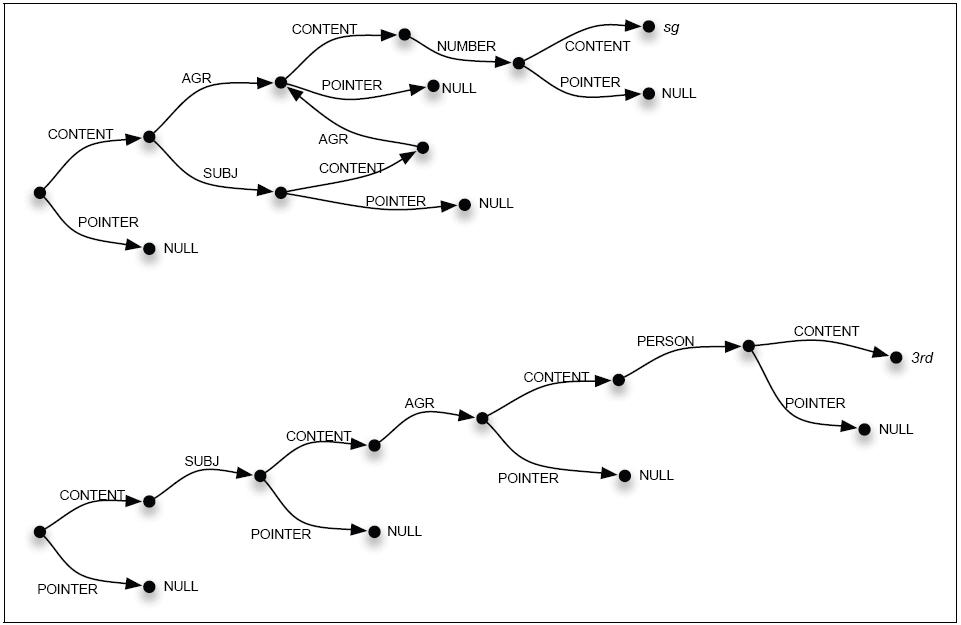 CONTENT
sg
NUMBER
CONTENT
AGR
POINTER
NULL
POINTER
NULL
CONTENT
AGR
SUBJ
CONTENT
POINTER
NULL
POINTER
NULL
CONTENT
PERSON
3rd
CONTENT
AGR
POINTER
NULL
CONTENT
SUBJ
POINTER
NULL
CONTENT
POINTER
NULL
POINTER
NULL